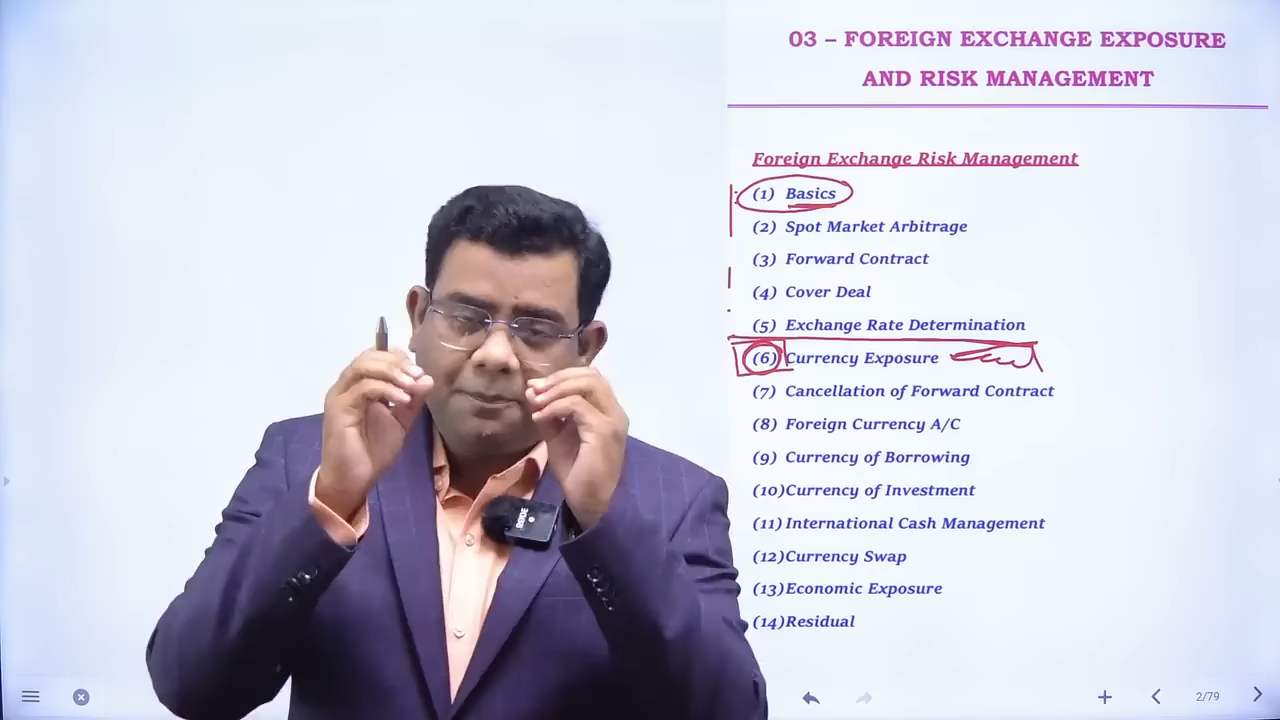 03 – FOREIGN EXCHANGE EXPOSURE
AND RISK MANAGEMENT
Foreign Exchange Risk Management
(1) Basics
(2) Spot Market Arbitrage
(3) Forward Contract
(4) Cover Deal
(5) Exchange Rate Determination
(6) Currency Exposure
(7) Cancellation of Forward Contract
(8) Foreign Currency A/C
(9) Currency of Borrowing
(10)Currency of Investment
(11) International Cash Management
(12)Currency Swap
(13)Economic Exposure
(14)Residual
RODE
2/79